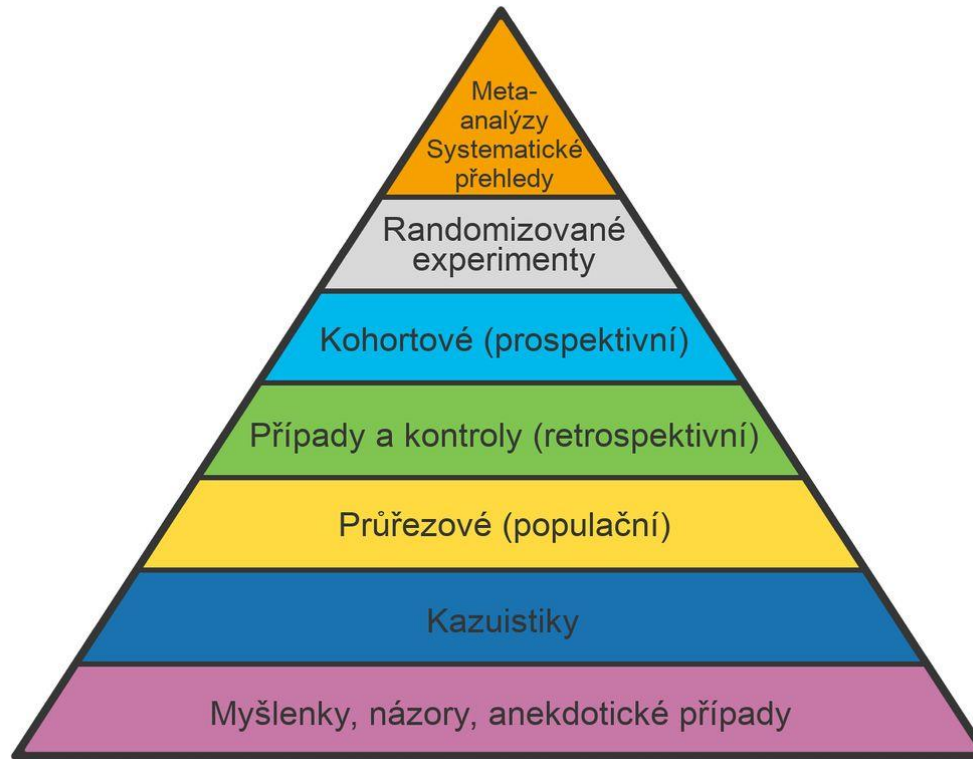 Meta-
analýzy
Systematické
přehledy
Randomizované
experimenty
Kohortové (prospektivní)
Případy a kontroly (retrospektivní)
Průřezové (populační)
Kazuistiky
Myšlenky, názory, anekdotické případy